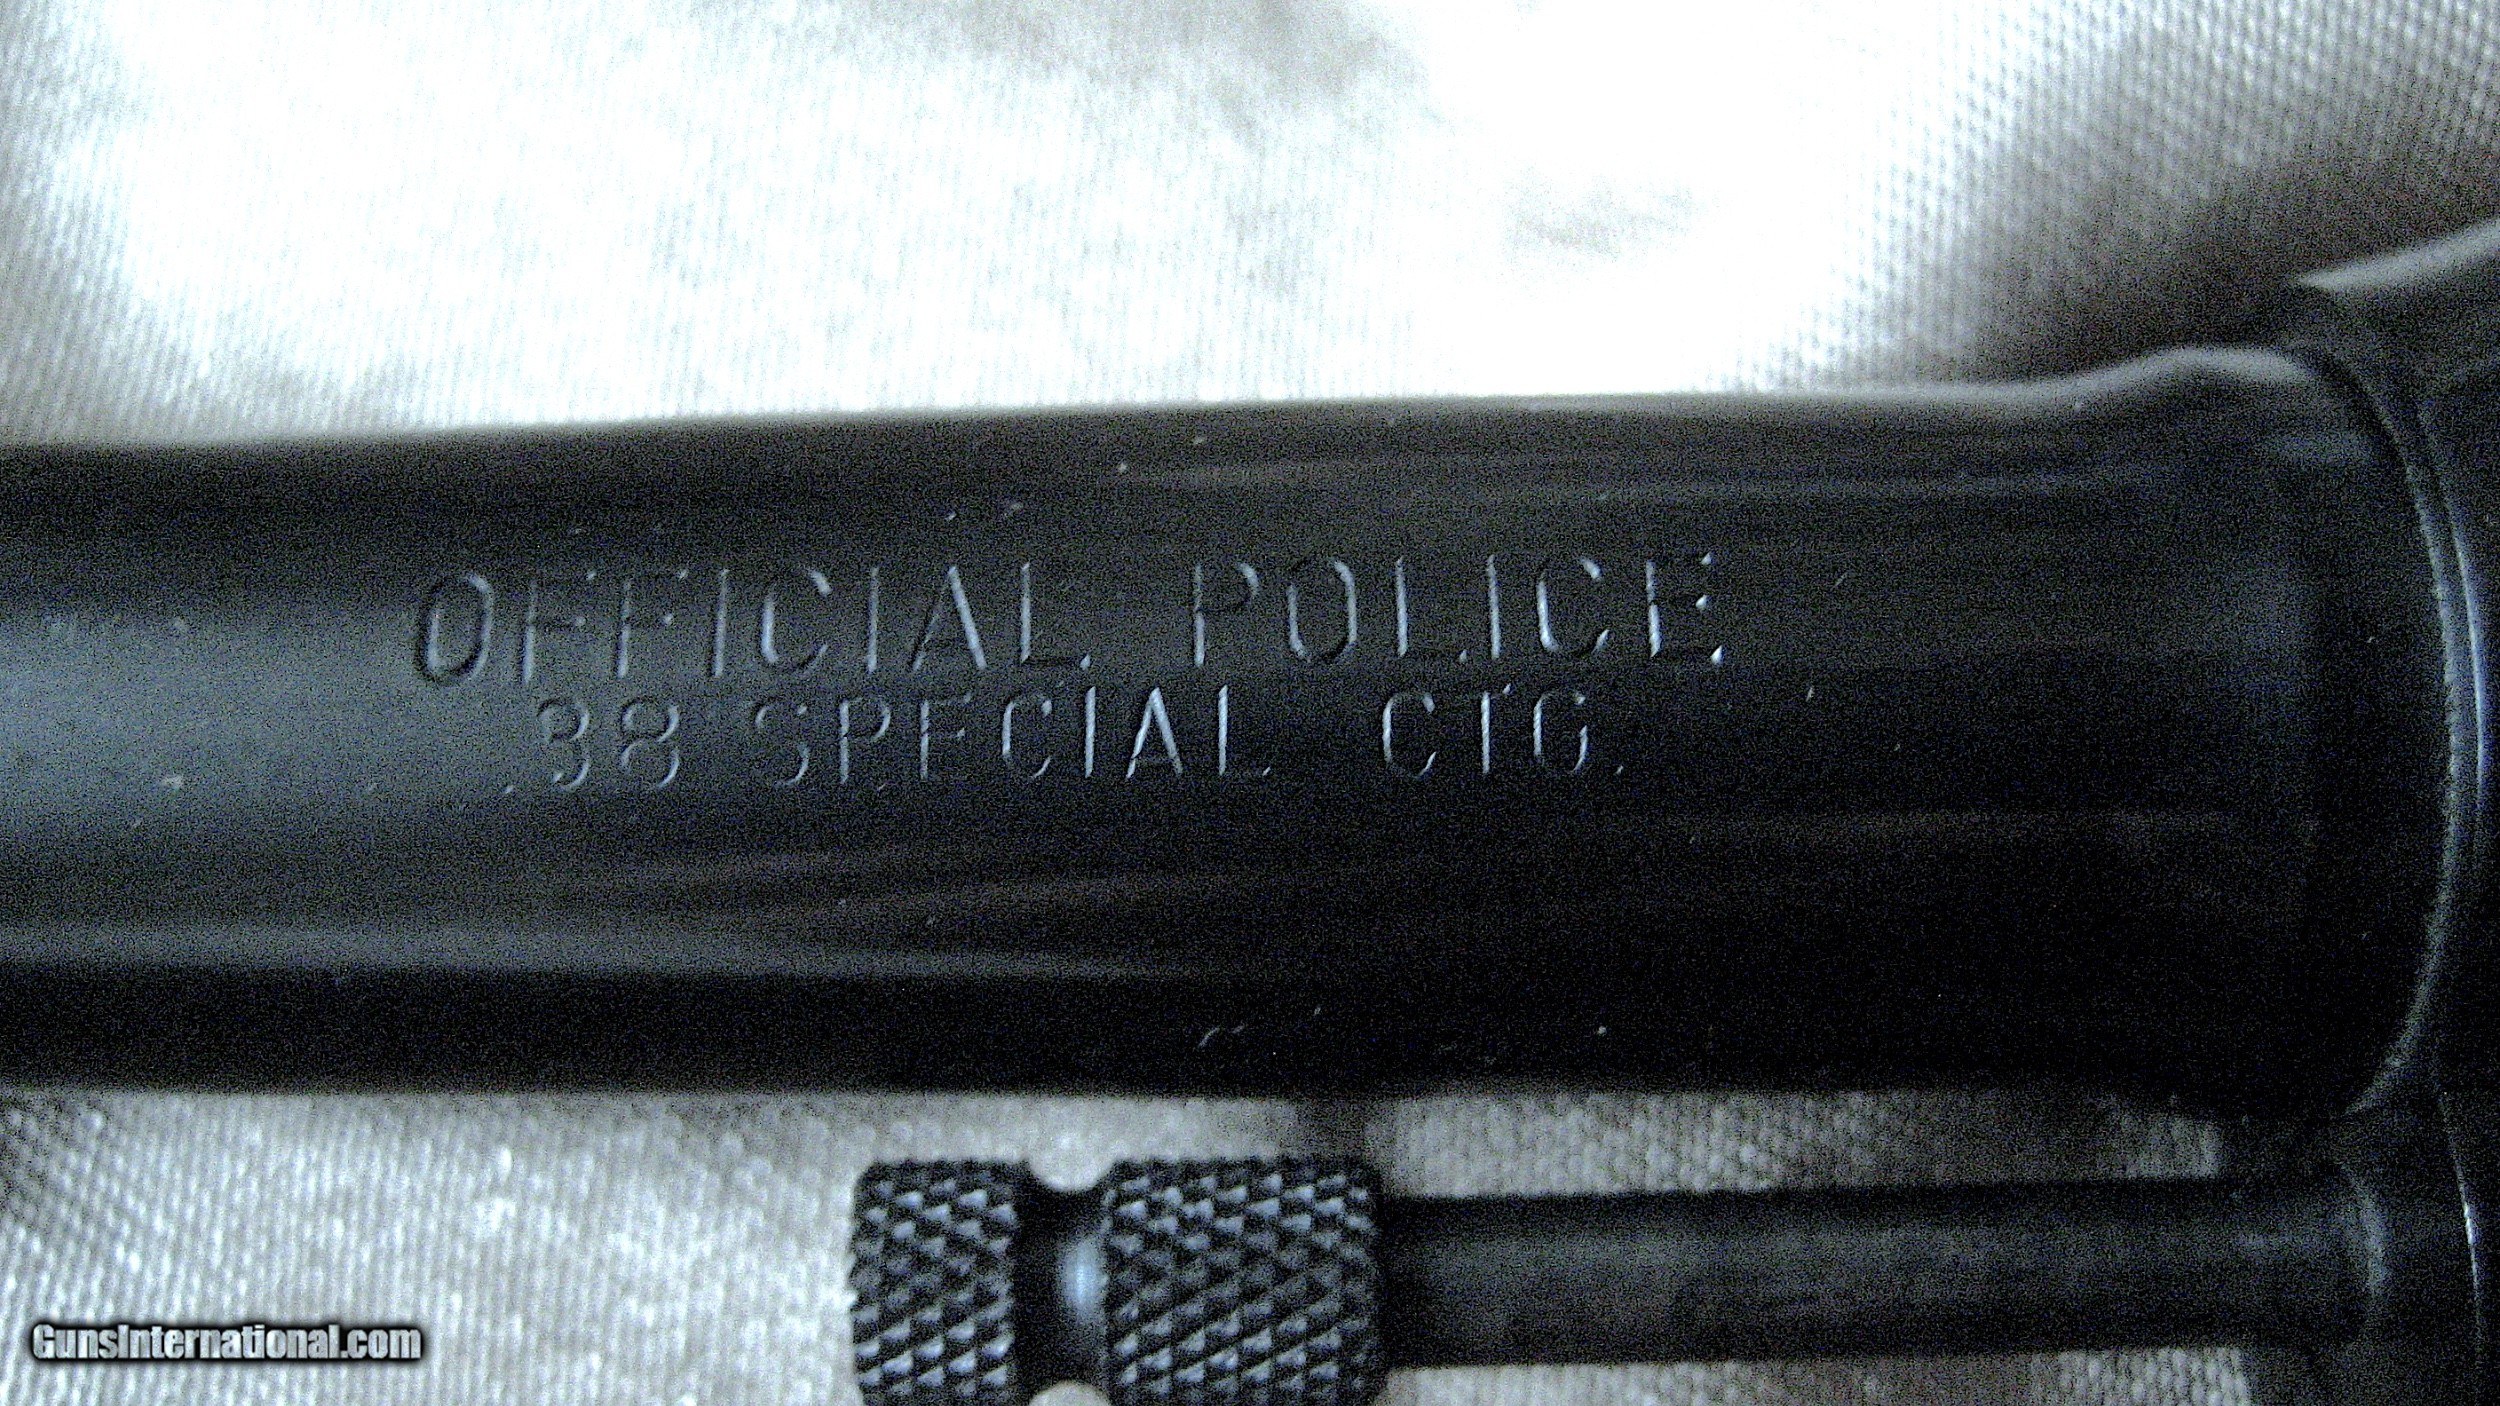 OFFICIAL POLICE
38 SPECIAL CTG.
GunsInternational.com